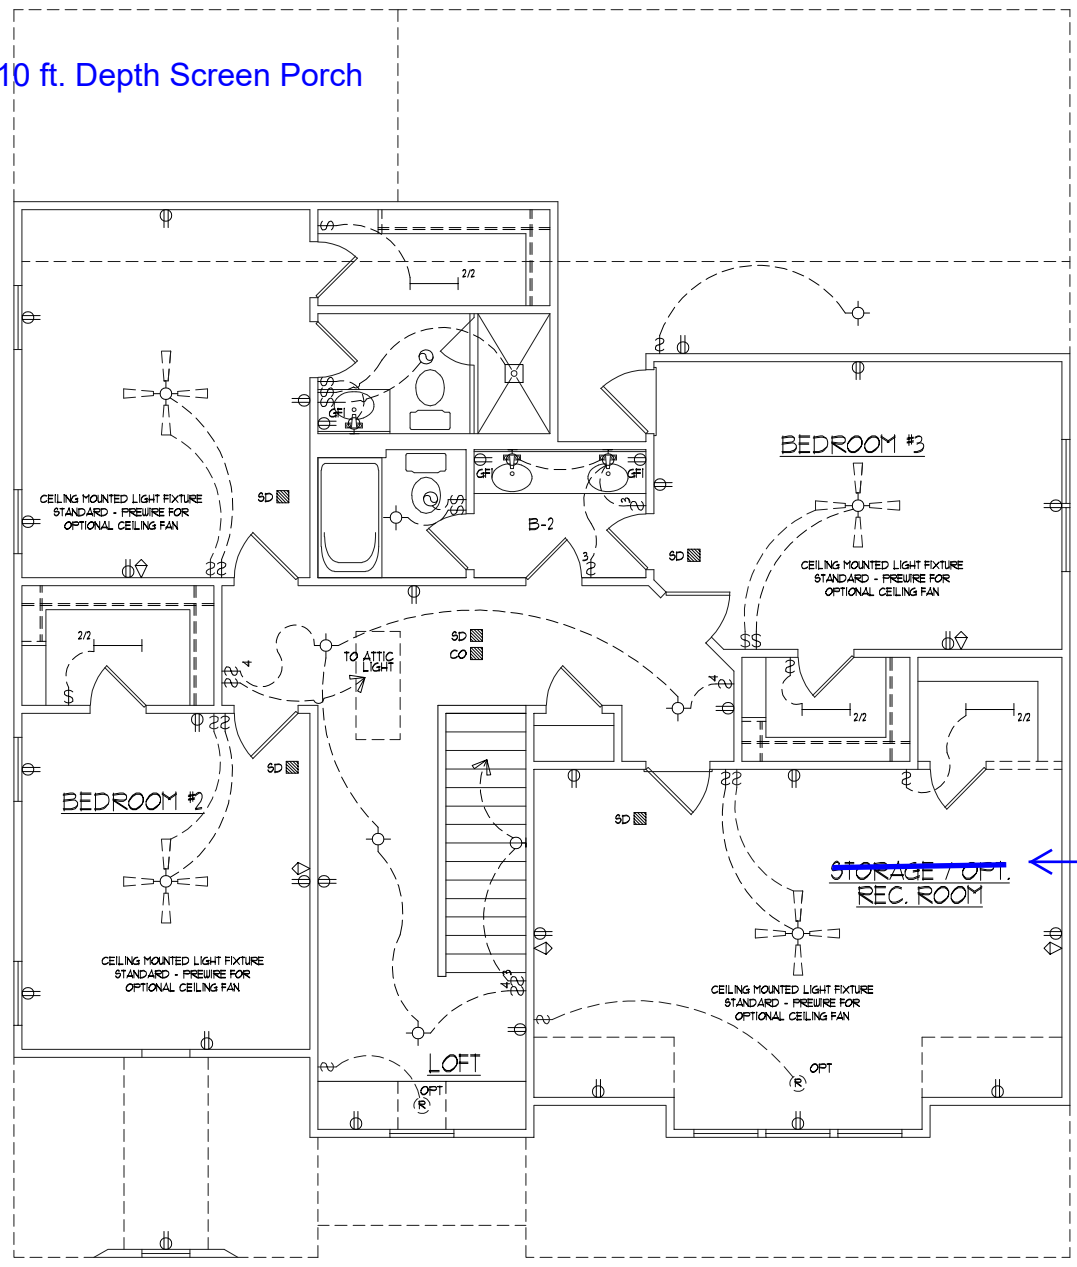 10 ft. Depth Screen Porch
2/2
GFI
BEDROOM #3
SD
CEILING MOUNTED LIGHT FIXTURE
STANDARD - PREWIRE FOR
OPTIONAL CEILING FAN
GFI
GFI
3
B-2
3
SD
CEILING MOUNTED LIGHT FIXTURE
STANDARD - PREWIRE FOR
OPTIONAL CEILING FAN
2/2
4
TO ATTIC
LIGHT
SD
CO
4
2/2
2/2
SD
BEDROOM #2
SD
STORAGE / OPT.
REC. ROOM
CEILING MOUNTED LIGHT FIXTURE
STANDARD - PREWIRE FOR
OPTIONAL CEILING FAN
3
4
CEILING MOUNTED LIGHT FIXTURE
STANDARD - PREWIRE FOR
OPTIONAL CEILING FAN
LOFT
OPT
R
OPT
R